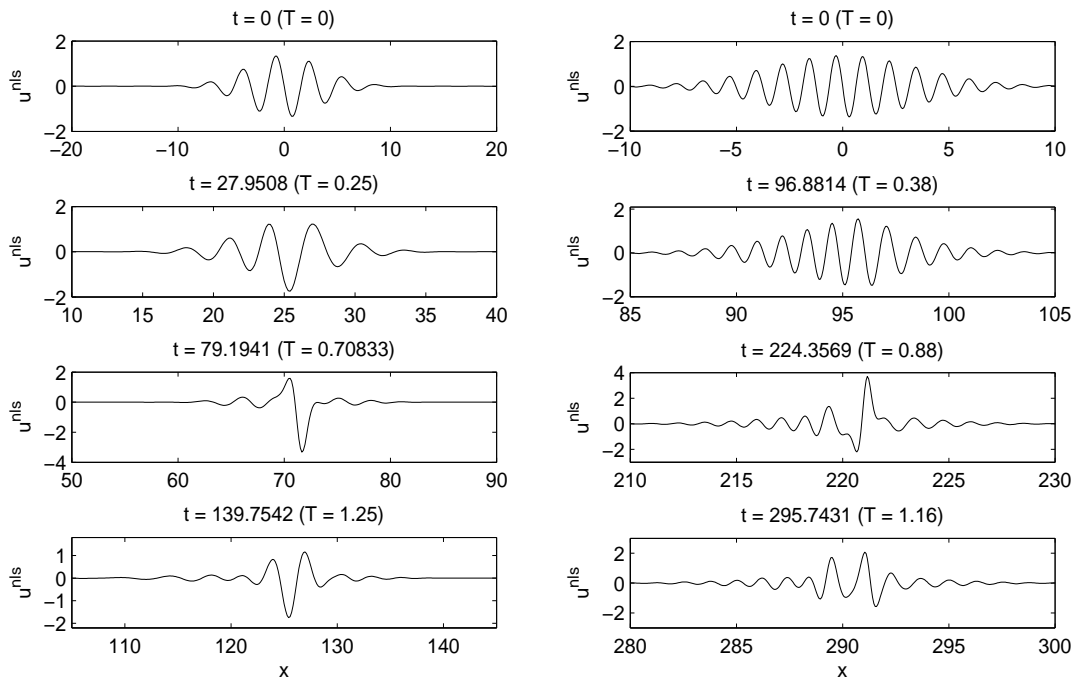 t = 0 (T = 0)
u^nls
2
0
−2
−20 −10 0 10 20
t = 27.9508 (T = 0.25)
u^nls
2
0
−2
10 15 20 25 30 35 40
t = 79.1941 (T = 0.70833)
u^nls
2
0
−2
−4
50 60 70 80 90
t = 139.7542 (T = 1.25)
u^nls
1
0
−1
−2
110 120 130 140
x
t = 0 (T = 0)
u^nls
2
0
−2
−10 −5 0 5 10
t = 96.8814 (T = 0.38)
u^nls
2
0
−2
85 90 95 100 105
t = 224.3569 (T = 0.88)
u^nls
4
2
0
−2
210 215 220 225 230
t = 295.7431 (T = 1.16)
u^nls
2
0
−2
280 285 290 295 300
x